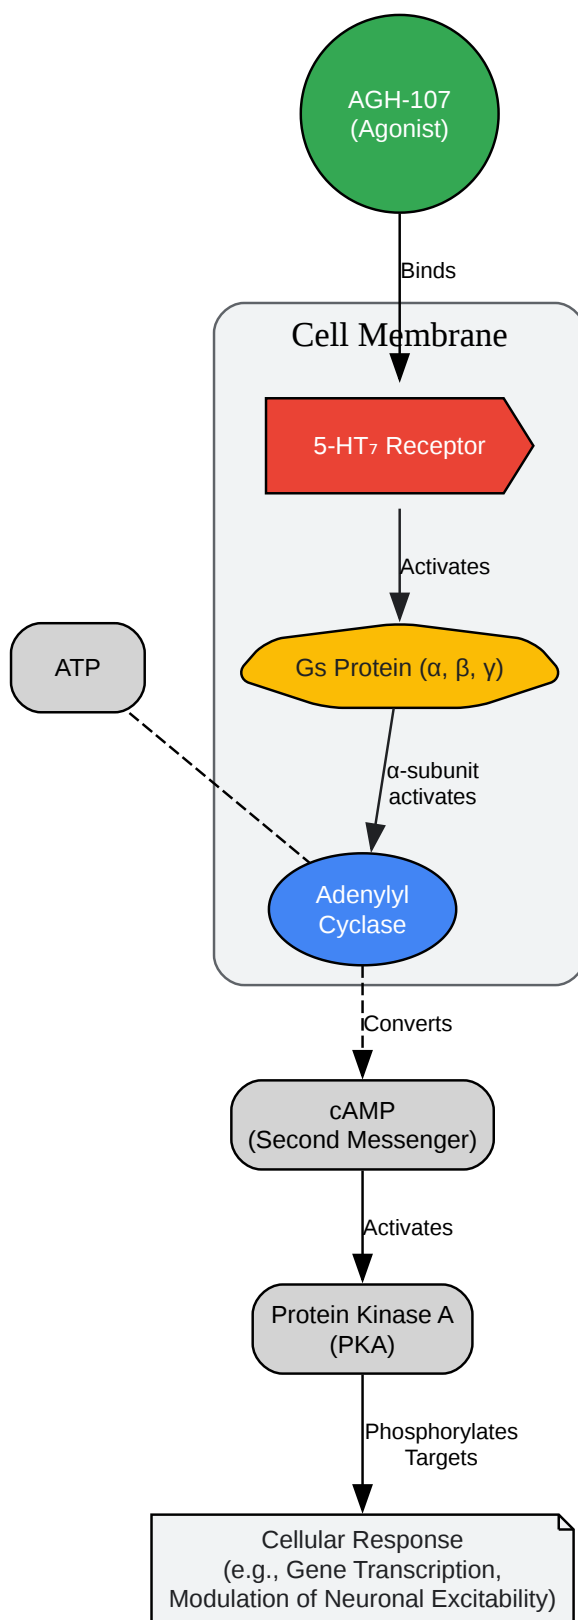 AGH-107
(Agonist)
Binds
Cell Membrane
5-HT₇ Receptor
Activates
Gs Protein (α, β, γ)
ATP
α-subunit
activates
Adenylyl
Cyclase
Converts
cAMP
(Second Messenger)
Activates
Protein Kinase A
(PKA)
Phosphorylates
Targets
Cellular Response
(e.g., Gene Transcription,
Modulation of Neuronal Excitability)